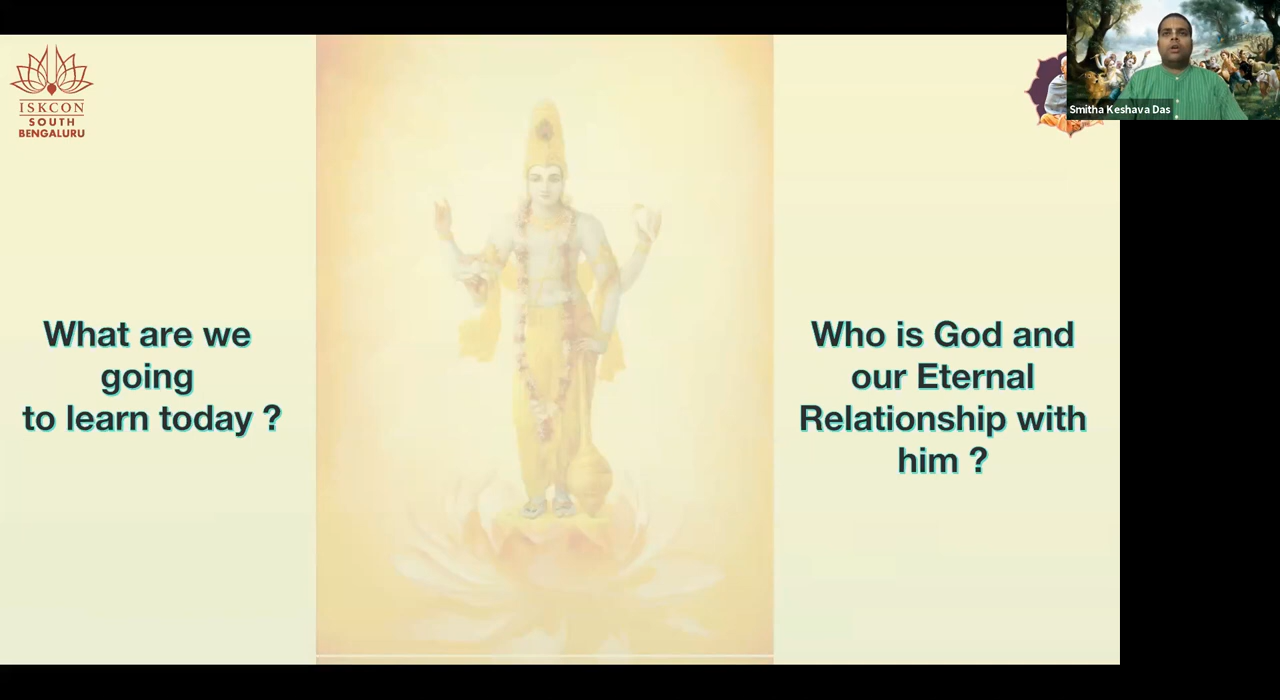 ISKCON
SOUTH
BENGALURU
Smitha Keshava Das
What are we
going
to learn today ?
Who is God and
our Eternal
Relationship with
him ?